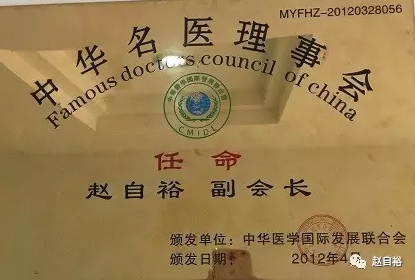 MYFHZ-20120328056
中华名医理事会
Famous doctors council of china
CMIDF
任命
赵自裕 副会长
颁发单位：中华医学国际发展联合会
颁发日期： 2012年4
赵自裕